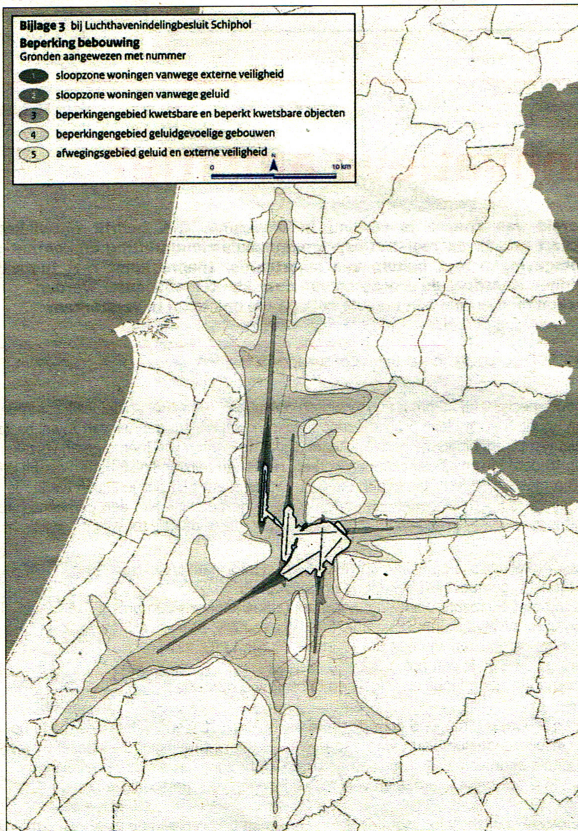 Bijlage 3 bij Luchthavenindelingbesluit Schiphol
Beperking bebouwing
Gronden aangewezen met nummer
1 sloopzone woningen vanwege externe veiligheid
2 sloopzone woningen vanwege geluid
3 beperkingengebied kwetsbare en beperkt kwetsbare objecten
4 beperkingengebied geluidgevoelige gebouwen
5 afwegingsgebied geluid en externe veiligheid
N
0 10 km